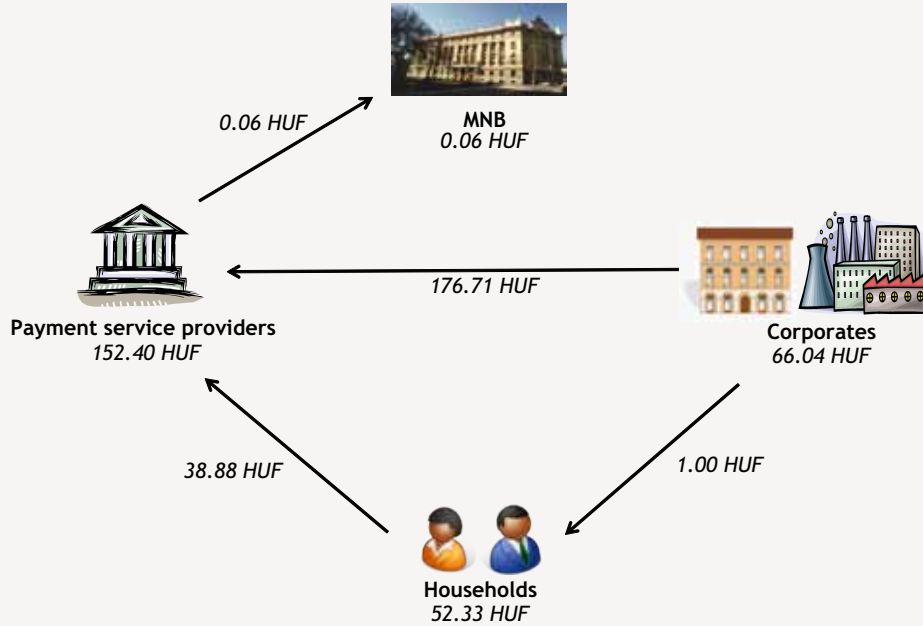 0.06 HUF
MNB
0.06 HUF
176.71 HUF
Payment service providers
152.40 HUF
Corporates
66.04 HUF
38.88 HUF
1.00 HUF
Households
52.33 HUF